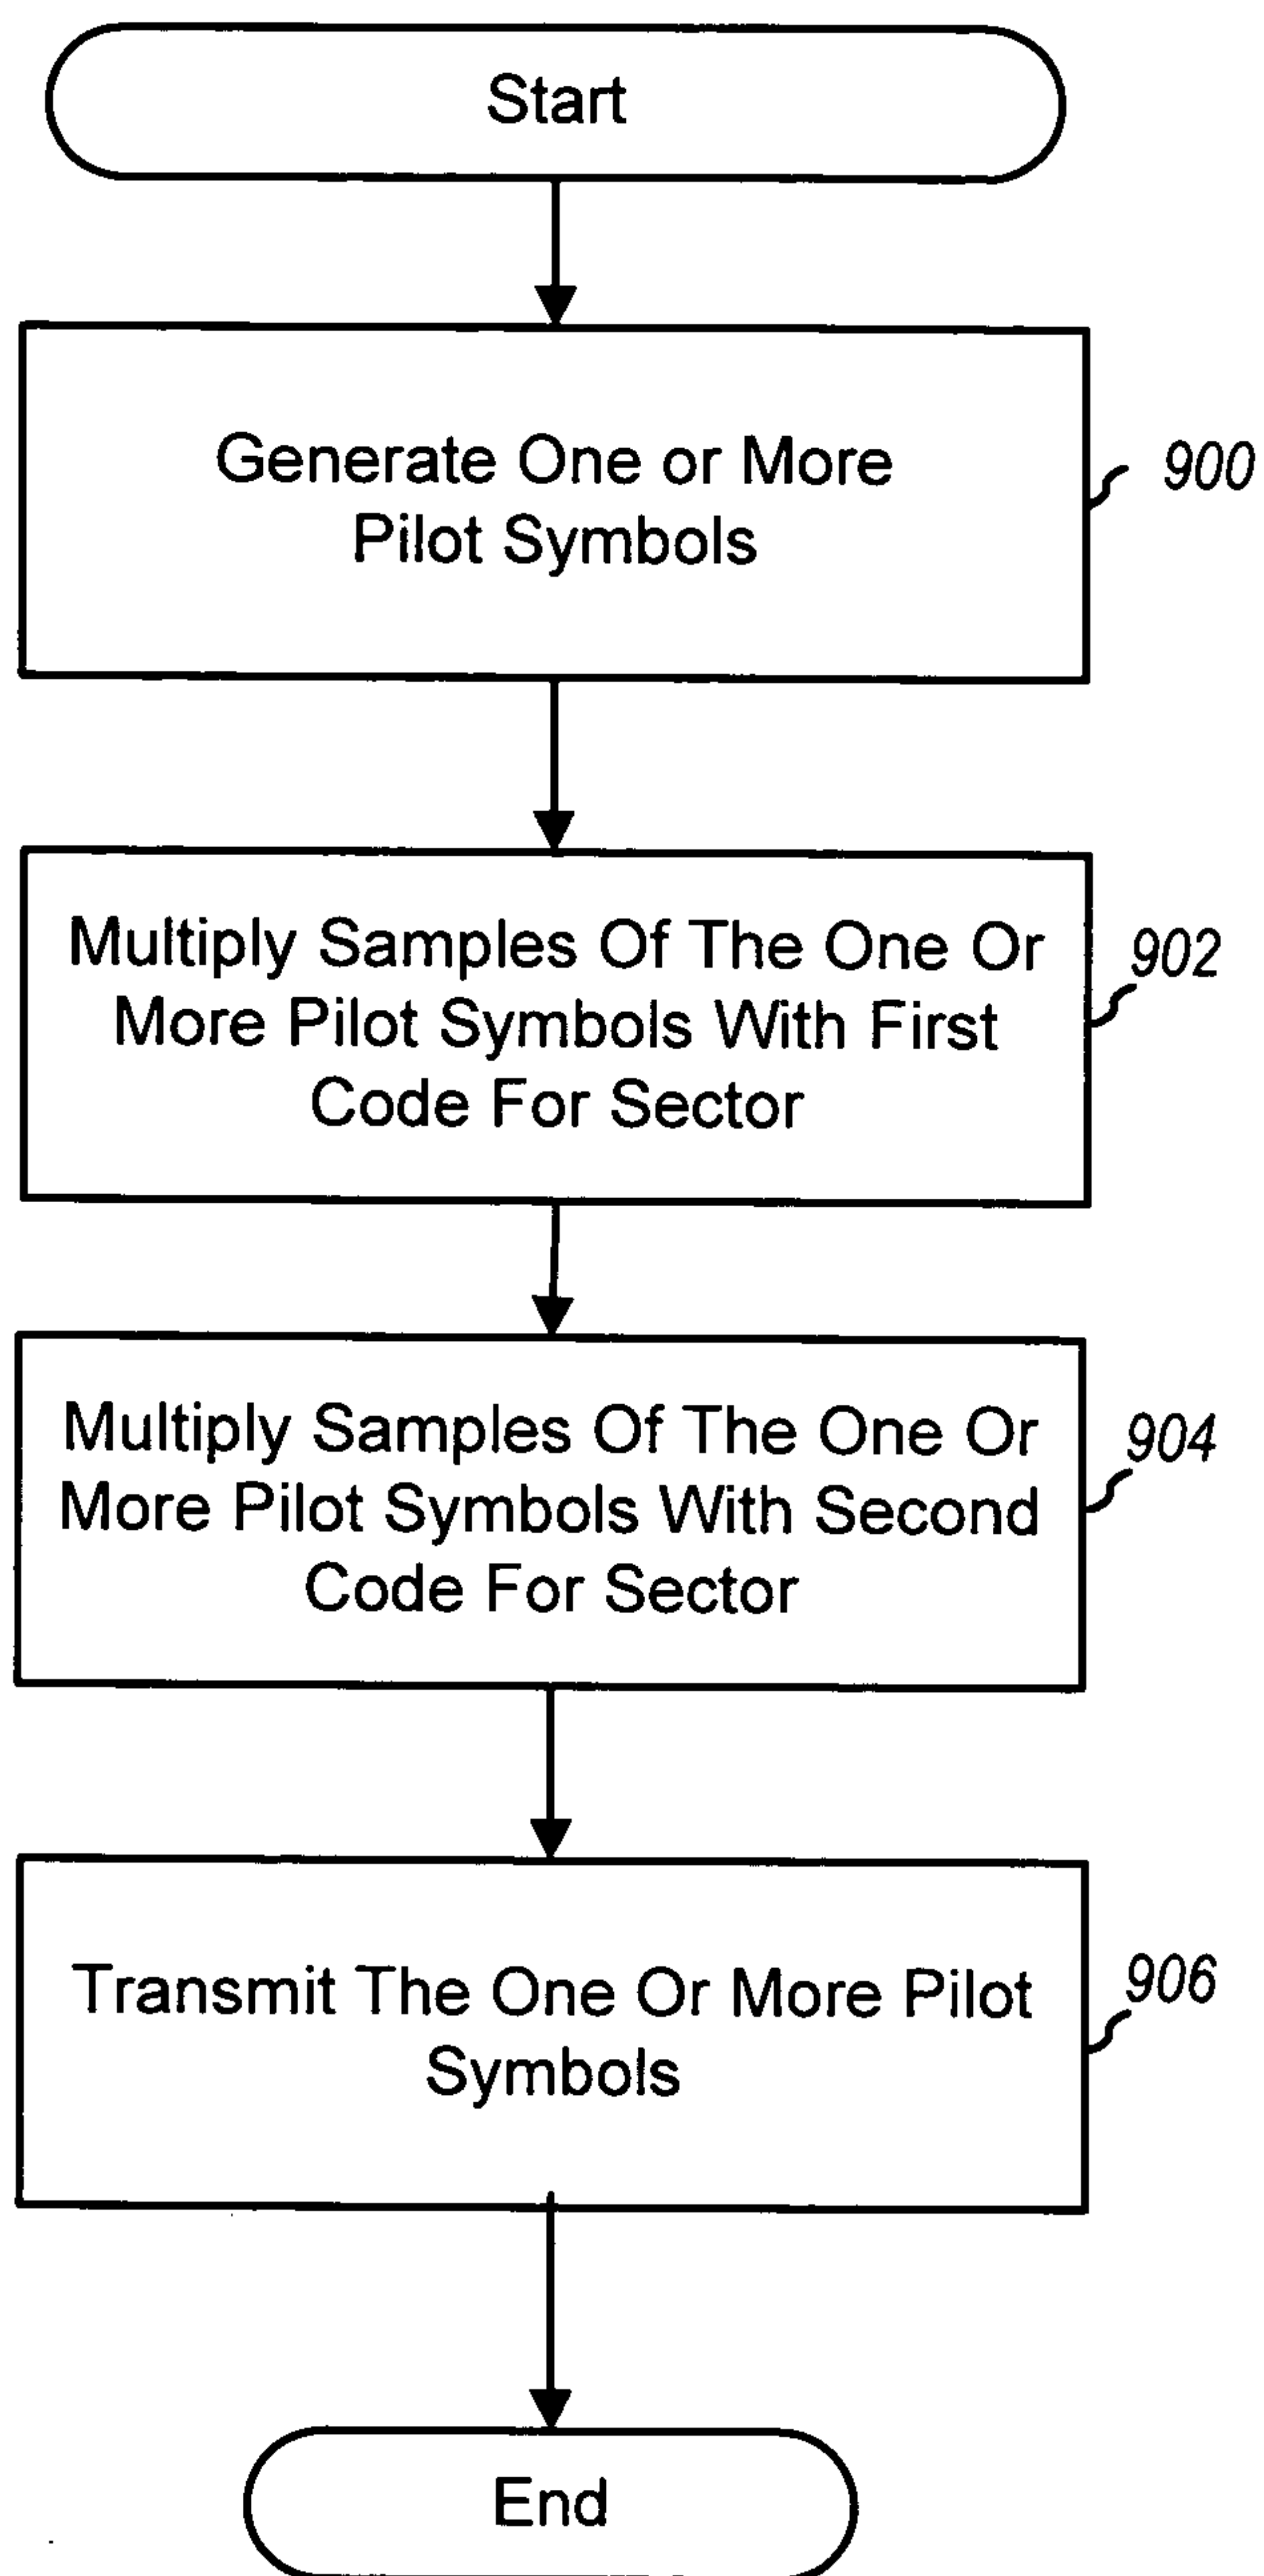 Start
Generate One or More
Pilot Symbols
900
Multiply Samples Of The One Or
More Pilot Symbols With First
Code For Sector
902
Multiply Samples Of The One Or
More Pilot Symbols With Second
Code For Sector
904
Transmit The One Or More Pilot
Symbols
906
End